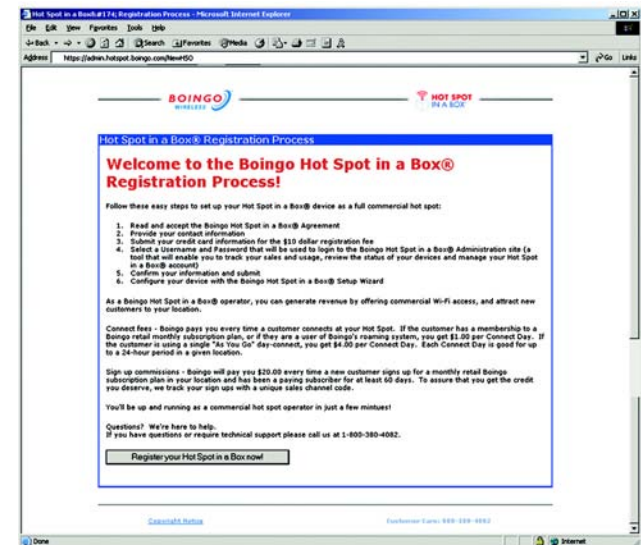 Hot Spot in a Box&#174; Registration Process - Microsoft Internet Explorer
File Edit View Favorites Tools Help
Back Search Favorites Media
Address https://admin.hotspot.boingo.com/NewHSO Go Links
BOINGO WIRELESS
HOT SPOT IN A BOX
Hot Spot in a Box® Registration Process
Welcome to the Boingo Hot Spot in a Box®
Registration Process!
Follow these easy steps to set up your Hot Spot in a Box® device as a full commercial hot spot:
1. Read and accept the Boingo Hot Spot in a Box® Agreement
2. Provide your contact information
3. Submit your credit card information for the $10 dollar registration fee
4. Select a Username and Password that will be used to login to the Boingo Hot Spot in a Box® Administration site (a
tool that will enable you to track your sales and usage, review the status of your devices and manage your Hot Spot
in a Box® account)
5. Confirm your information and submit
6. Configure your device with the Boingo Hot Spot in a Box® Setup Wizard
As a Boingo Hot Spot in a Box® operator, you can generate revenue by offering commercial Wi-Fi access, and attract new
customers to your location.
Connect fees - Boingo pays you every time a customer connects at your Hot Spot. If the customer has a membership to a
Boingo retail monthly subscription plan, or if they are a user of Boingo's roaming system, you get $1.00 per Connect Day. If
the customer is using a single "As You Go" day-connect, you get $4.00 per Connect Day. Each Connect Day is good for up
to a 24-hour period in a given location.
Sign up commissions - Boingo will pay you $20.00 every time a new customer signs up for a monthly retail Boingo
subscription plan in your location and has been a paying subscriber for at least 60 days. To assure that you get the credit
you deserve, we track your sign ups with a unique sales channel code.
You'll be up and running as a commercial hot spot operator in just a few mintues!
Questions? We're here to help.
If you have questions or require technical support please call us at 1-800-380-4082.
Register your Hot Spot in a Box now!
Copyright Notice Customer Care:
Done Internet